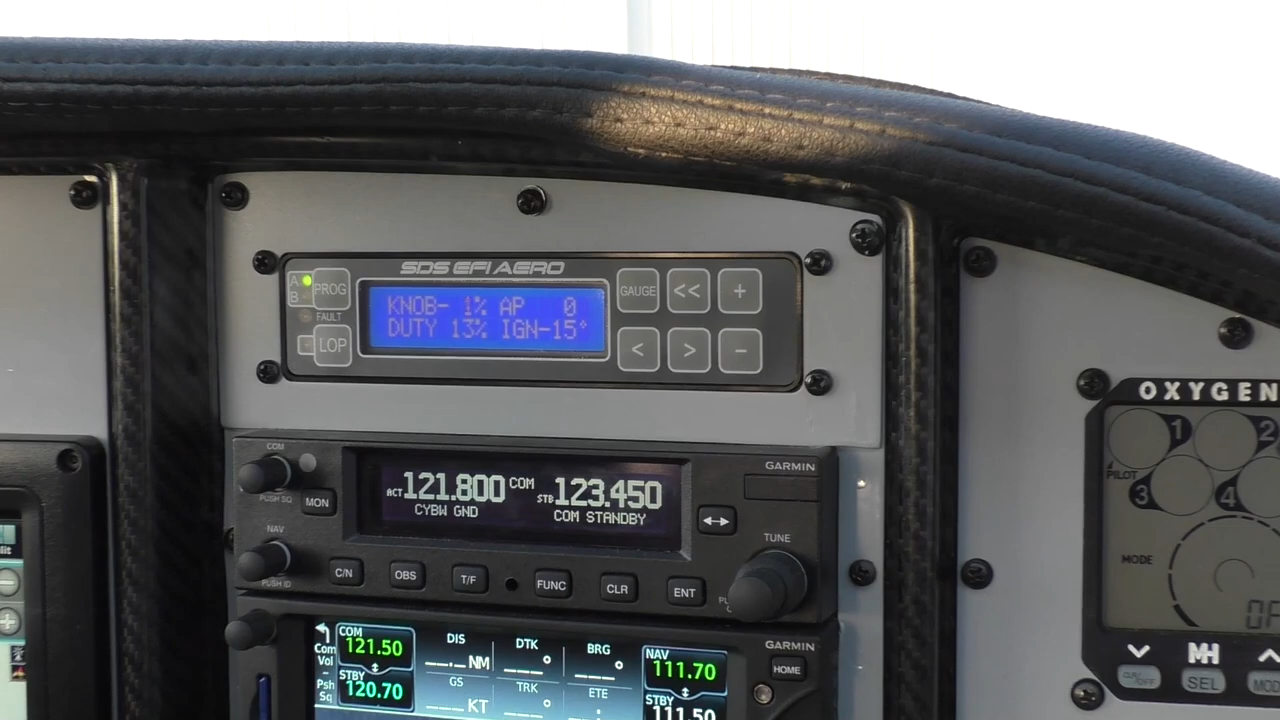 SDS EFI AERO
A
B
PROG
FAULT
LOP
KNOB- 1% AP 0
DUTY 13% IGN-15°
GAUGE << +
< > -
COM
PUSH SQ
MON
NAV
PUSH ID
ACT 121.800 COM STB 123.450
CYBW GND COM STANDBY
GARMIN
TUNE
C/N OBS T/F FUNC CLR ENT
GARMIN
HOME
Com
Vol
Psh
Sq
COM
121.50
STBY
120.70
DIS DTK BRG
NM
GS TRK ETE
KT
NAV
111.70
STBY
111.50
OXYGEN
1 2
PILOT
3 4
MODE
MH
SEL